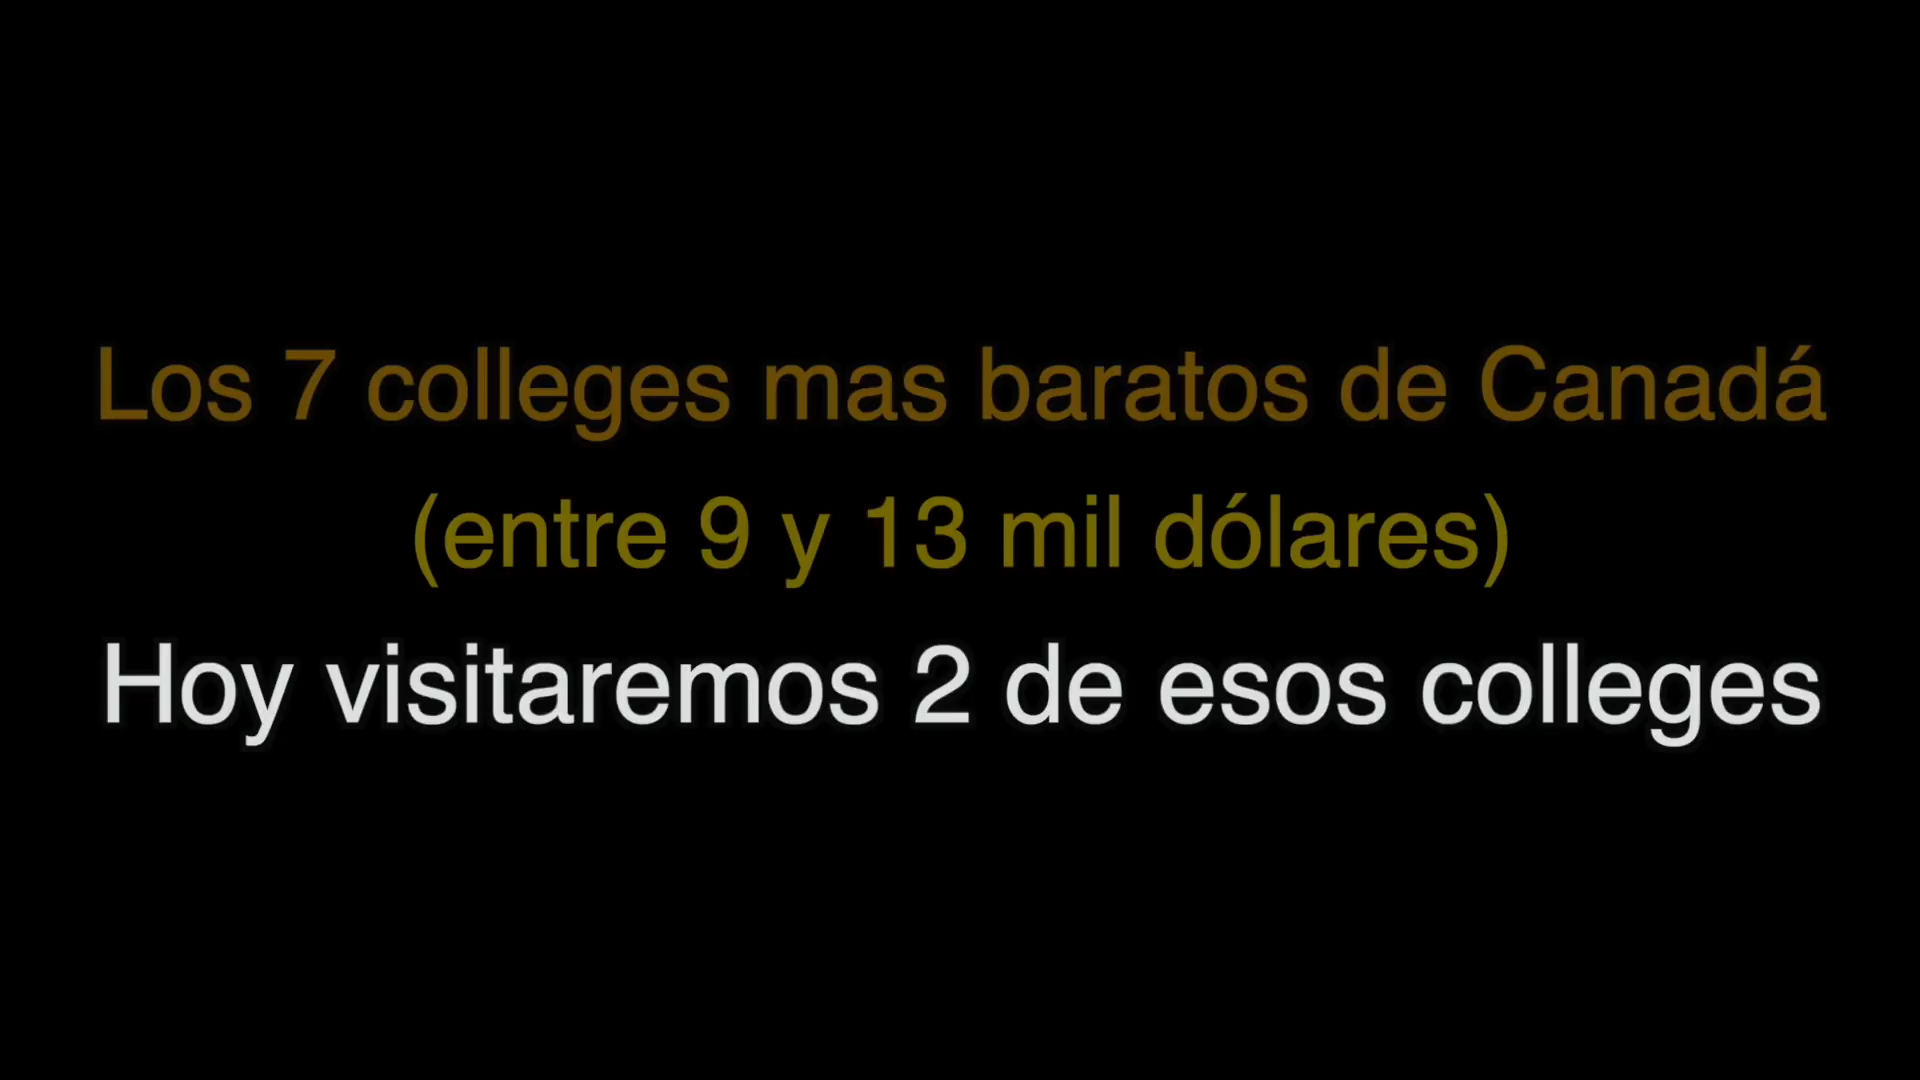 Los 7 colleges mas baratos de Canadá
(entre 9 y 13 mil dólares)
Hoy visitaremos 2 de esos colleges